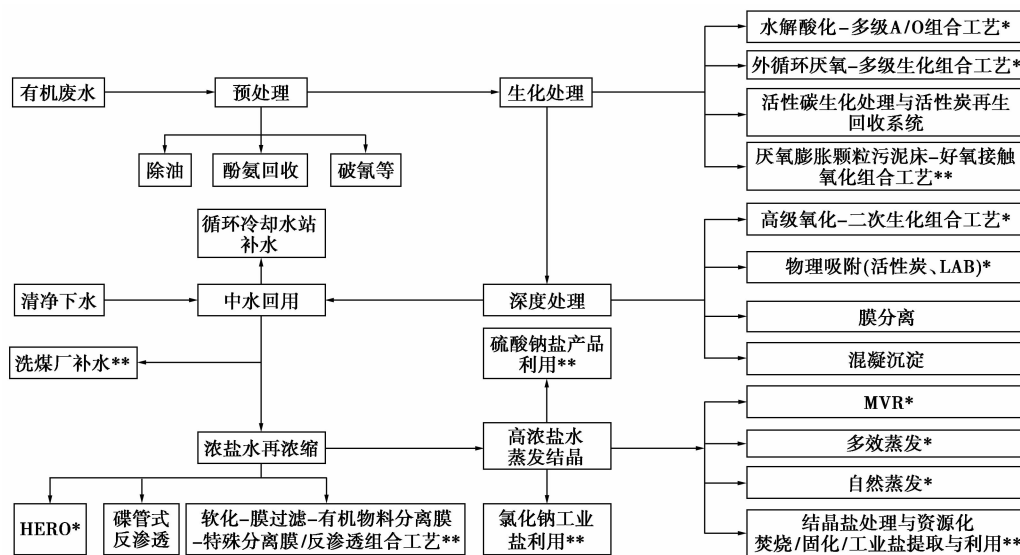 水解酸化-多级A/O组合工艺*
有机废水
预处理
生化处理
外循环厌氧-多级生化组合工艺*
活性碳生化处理与活性炭再生
回收系统
除油
酚氨回收
破氰等
厌氧膨胀颗粒污泥床-好氧接触
氧化组合工艺**
循环冷却水站
补水
高级氧化-二次生化组合工艺*
物理吸附(活性炭、LAB)*
清净下水
中水回用
深度处理
膜分离
洗煤厂补水**
硫酸钠盐产品
利用**
混凝沉淀
MVR*
浓盐水再浓缩
高浓盐水
蒸发结晶
多效蒸发*
自然蒸发*
HERO*
碟管式
反渗透
软化-膜过滤-有机物料分离膜
-特殊分离膜/反渗透组合工艺**
氯化钠工业
盐利用**
结晶盐处理与资源化
焚烧/固化/工业盐提取与利用**